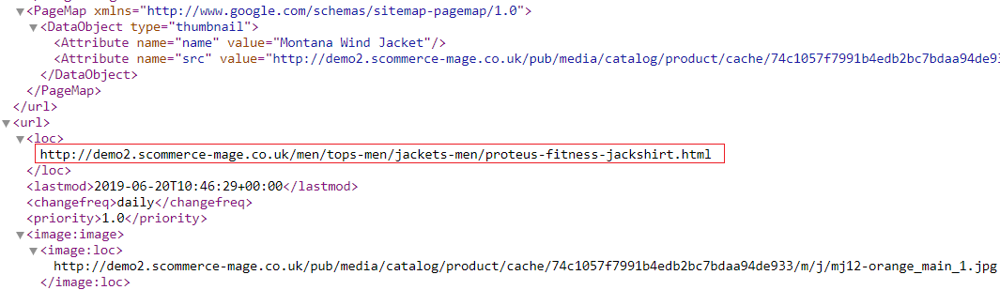 <PageMap xmlns="http://www.google.com/schemas/sitemap-pagemap/1.0">
<DataObject type="thumbnail">
<Attribute name="name" value="Montana Wind Jacket"/>
<Attribute name="src" value="http://demo2.scommerce-mage.co.uk/pub/media/catalog/product/cache/74c1057f7991b4edb2bc7bdaa94de93
</DataObject>
</PageMap>
</url>
<url>
<loc>
http://demo2.scommerce-mage.co.uk/men/tops-men/jackets-men/proteus-fitness-jackshirt.html
</loc>
<lastmod>2019-06-20T10:46:29+00:00</lastmod>
<changefreq>daily</changefreq>
<priority>1.0</priority>
<image:image>
<image:loc>
http://demo2.scommerce-mage.co.uk/pub/media/catalog/product/cache/74c1057f7991b4edb2bc7bdaa94de933/m/j/mj12-orange_main_1.jpg
</image:loc>